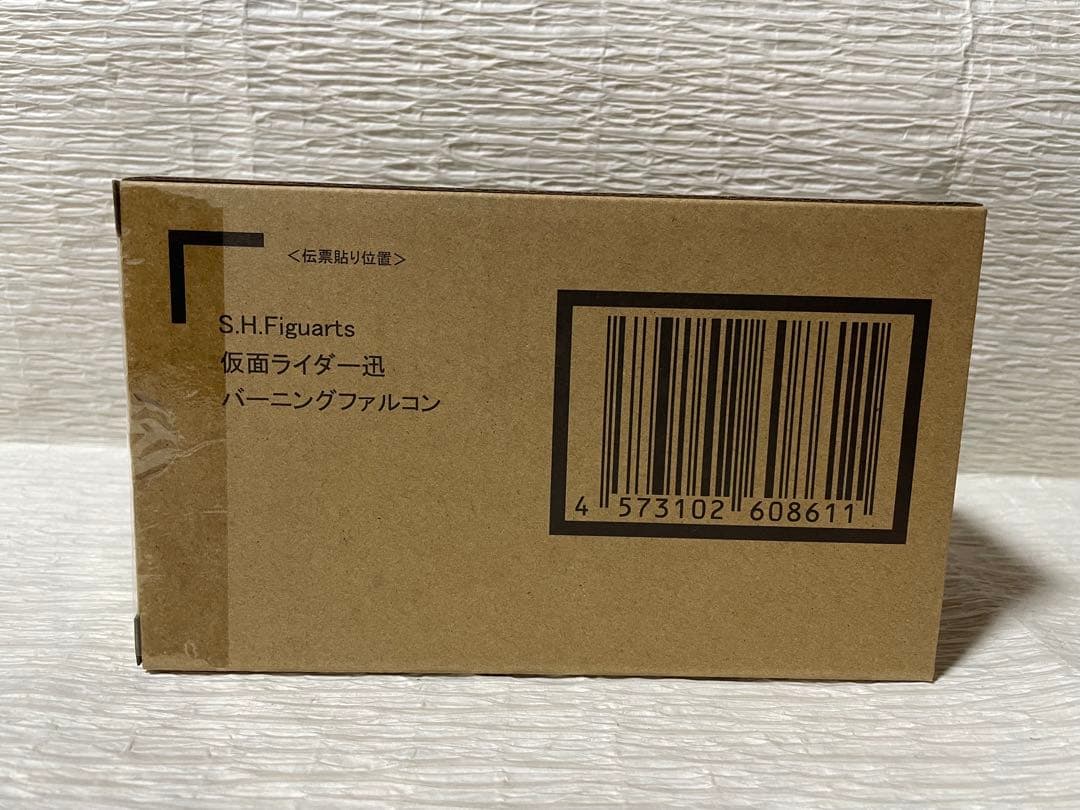 <伝票貼り位置>
S.H.Figuarts
仮面ライダー迅
バーニングファルコン
4 573102 608611